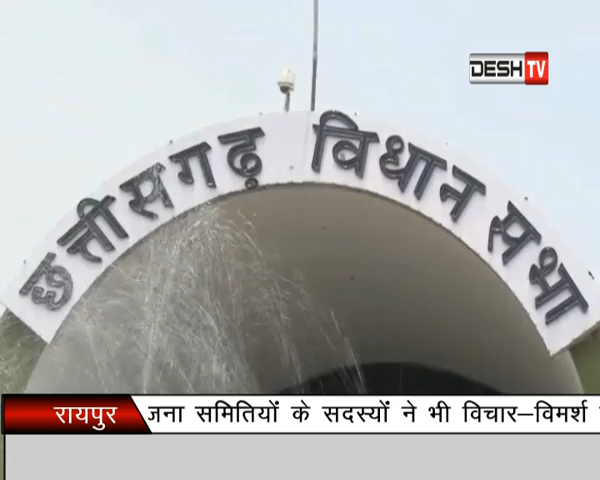 DESH TV
छत्तीसगढ़ विधान सभा
रायपुर
जना समितियों के सदस्यों ने भी विचार–विमर्श